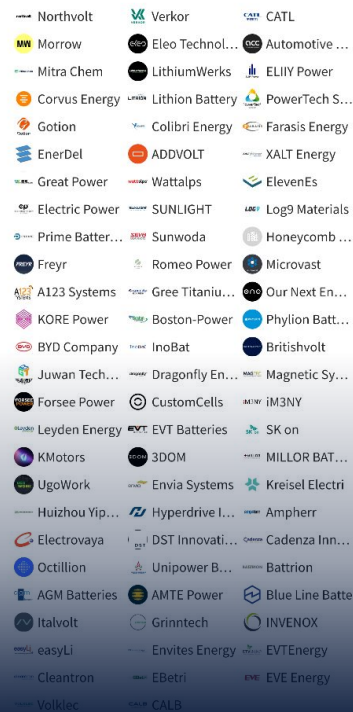 Northvolt Verkor CATL
Morrow Eleo Technol... Automotive ...
Mitra Chem LithiumWerks ELIIY Power
Corvus Energy Lithion Battery PowerTech S...
Gotion Colibri Energy Farasis Energy
EnerDel ADDVOLT XALT Energy
Great Power Wattalps ElevenEs
Electric Power SUNLIGHT Log9 Materials
Prime Batter... Sunwoda Honeycomb ...
Freyr Romeo Power Microvast
A123 Systems Gree Titaniu... Our Next En...
KORE Power Boston-Power Phylion Batt...
BYD Company InoBat Britishvolt
Juwan Tech... Dragonfly En... Magnetic Sy...
Forsee Power CustomCells iM3NY
Leyden Energy EVT Batteries SK on
KMotors 3DOM MILLOR BAT...
UgoWork Envia Systems Kreisel Electri
Huizhou Yip... Hyperdrive I... Ampherr
Electrovaya DST Innovati... Cadenza Inn...
Octillion Unipower B... Battrion
AGM Batteries AMTE Power Blue Line Batte
Italvolt Grinntech INVENOX
easyLi Envites Energy EVTEnergy
Cleantron EBetri EVE Energy
Volklec CALB